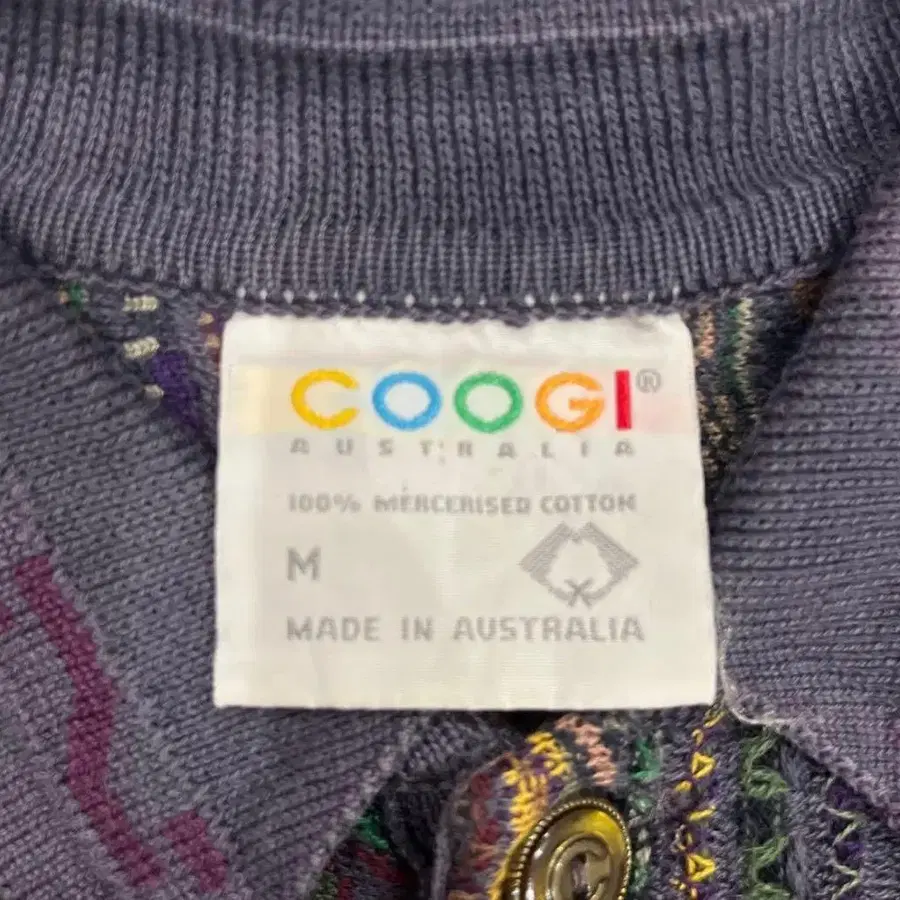 COOGI®
AUSTRALIA
100% MERCERISED COTTON
M
MADE IN AUSTRALIA
C